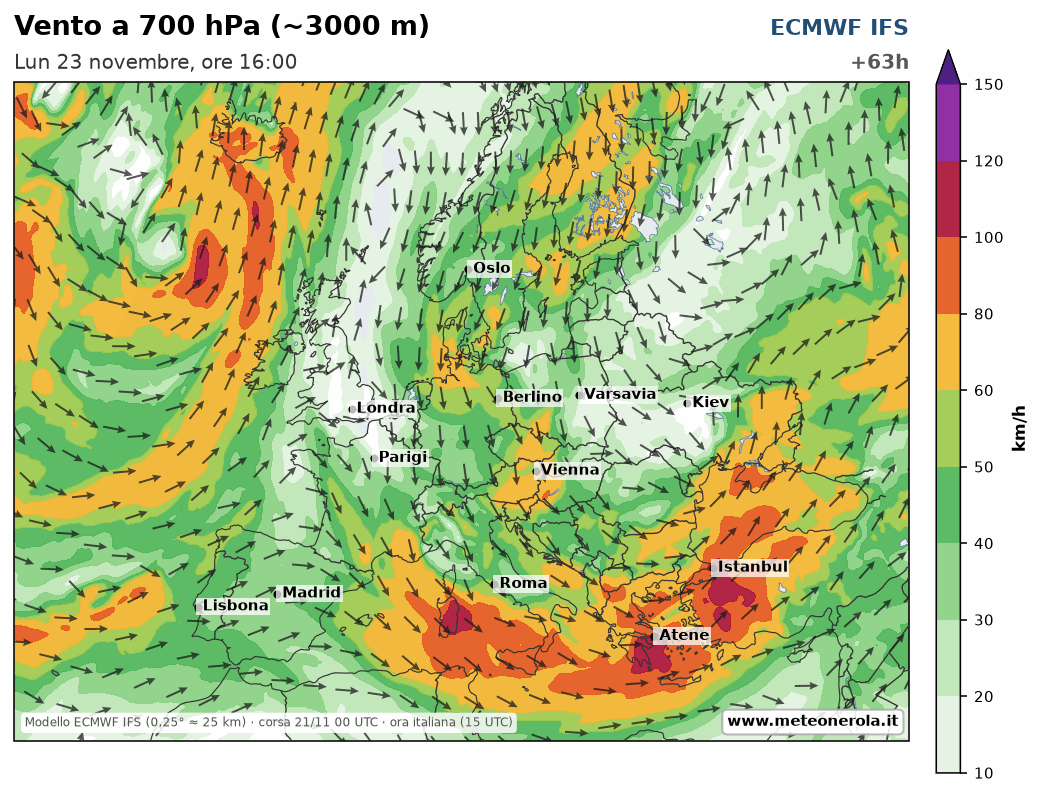 Vento a 700 hPa (~3000 m)
ECMWF IFS
Lun 23 novembre, ore 16:00
+63h
150
120
100
80
60
50
40
30
20
10
km/h
Oslo
Londra
Berlino
Varsavia
Kiev
Parigi
Vienna
Istanbul
Roma
Madrid
Lisbona
Atene
Modello ECMWF IFS (0,25° ≈ 25 km) · corsa 21/11 00 UTC · ora italiana (15 UTC)
www.meteonerola.it